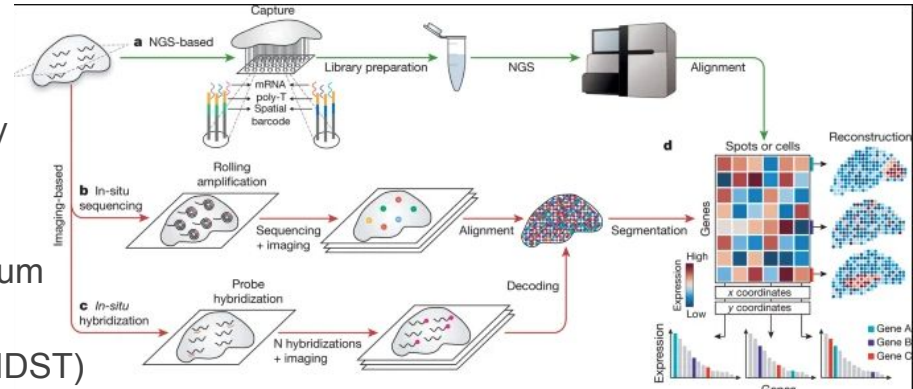 a NGS-based
Capture
Library preparation
NGS
Alignment
mRNA
poly-T
Spatial
barcode
Imaging-based
b In-situ
sequencing
Rolling
amplification
Sequencing
+ imaging
Alignment
Segmentation
c In-situ
hybridization
Probe
hybridization
N hybridizations
+ imaging
Decoding
d
Spots or cells
Reconstruction
Genes
High
Expression
Low
x coordinates
y coordinates
Expression
Gene A
Gene B
Gene C
um
IDST)